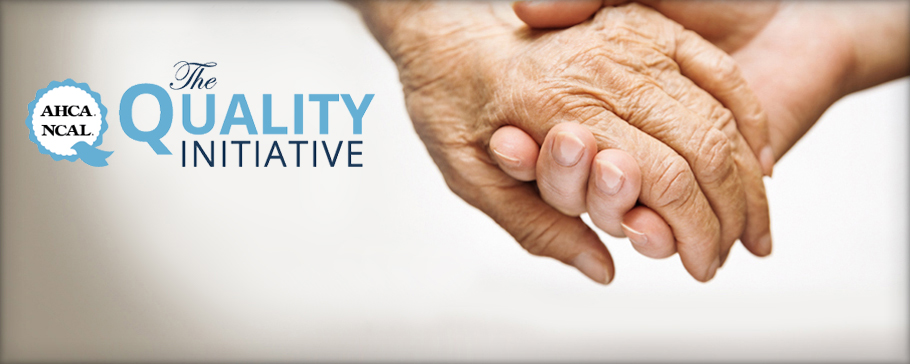 AHCA.
NCAL.
The
QUALITY
INITIATIVE